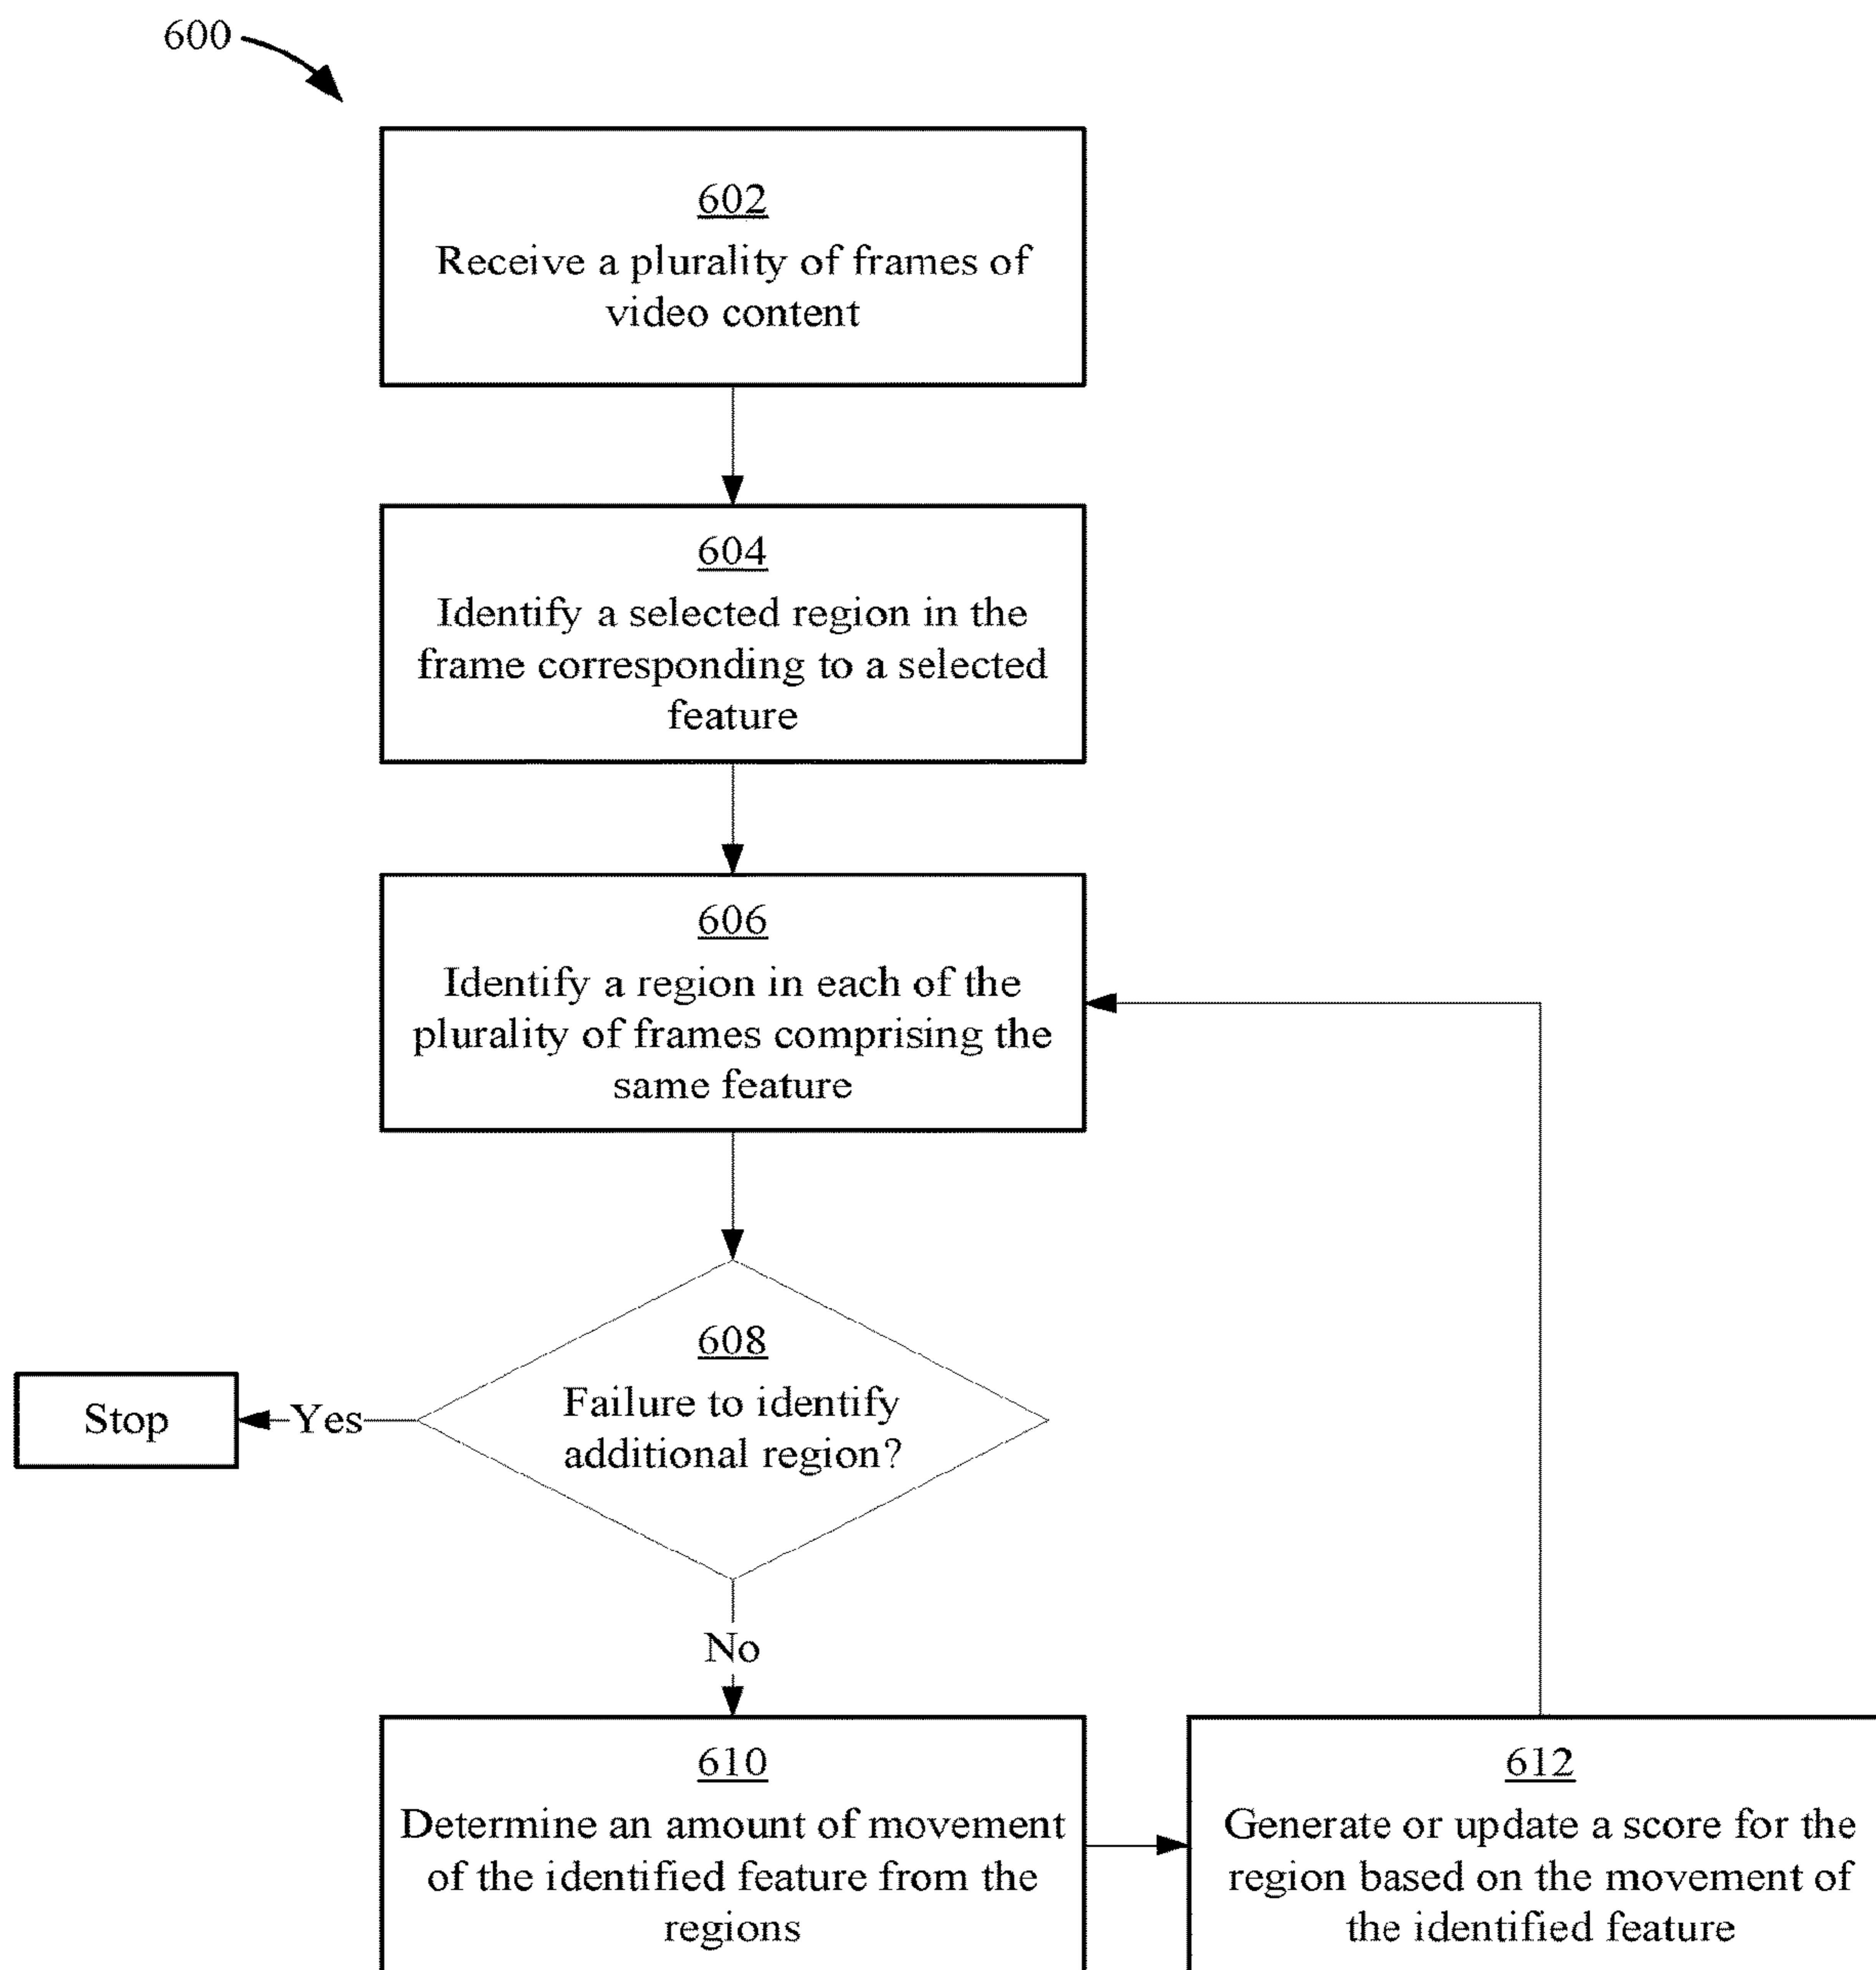 600
602
Receive a plurality of frames of
video content
604
Identify a selected region in the
frame corresponding to a selected
feature
606
Identify a region in each of the
plurality of frames comprising the
same feature
608
Failure to identify
additional region?
Yes
Stop
No
610
Determine an amount of movement
of the identified feature from the
regions
612
Generate or update a score for the
region based on the movement of
the identified feature